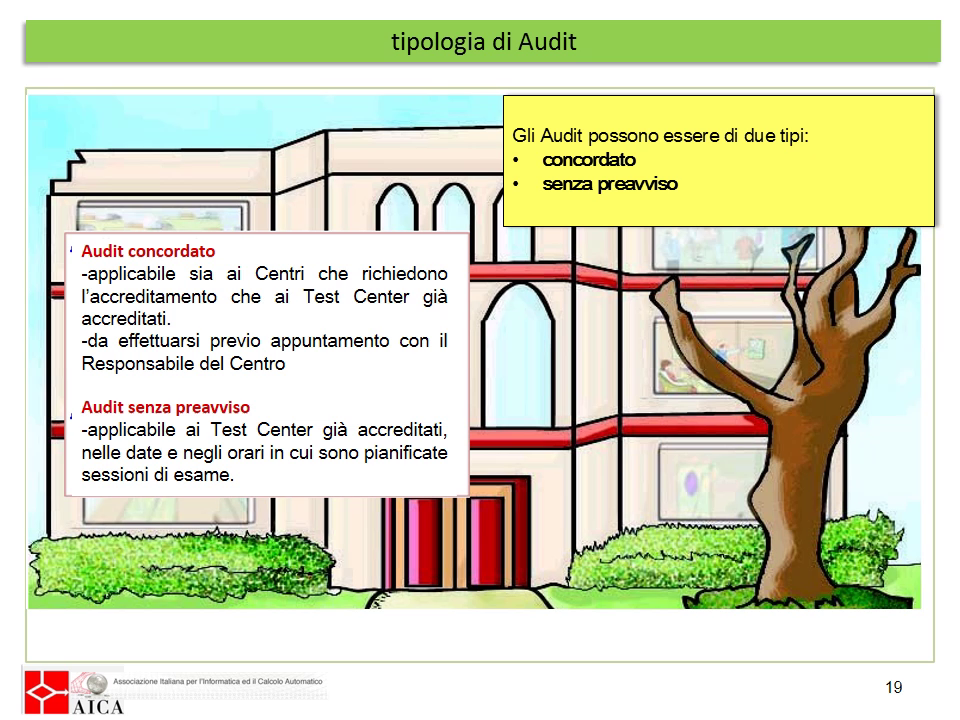 tipologia di Audit
Gli Audit possono essere di due tipi:
• concordato
• senza preavviso
Audit concordato
-applicabile sia ai Centri che richiedono
l'accreditamento che ai Test Center già
accreditati.
-da effettuarsi previo appuntamento con il
Responsabile del Centro
Audit senza preavviso
-applicabile ai Test Center già accreditati,
nelle date e negli orari in cui sono pianificate
sessioni di esame.
Associazione Italiana per l'Informatica ed il Calcolo Automatico
AICA
19